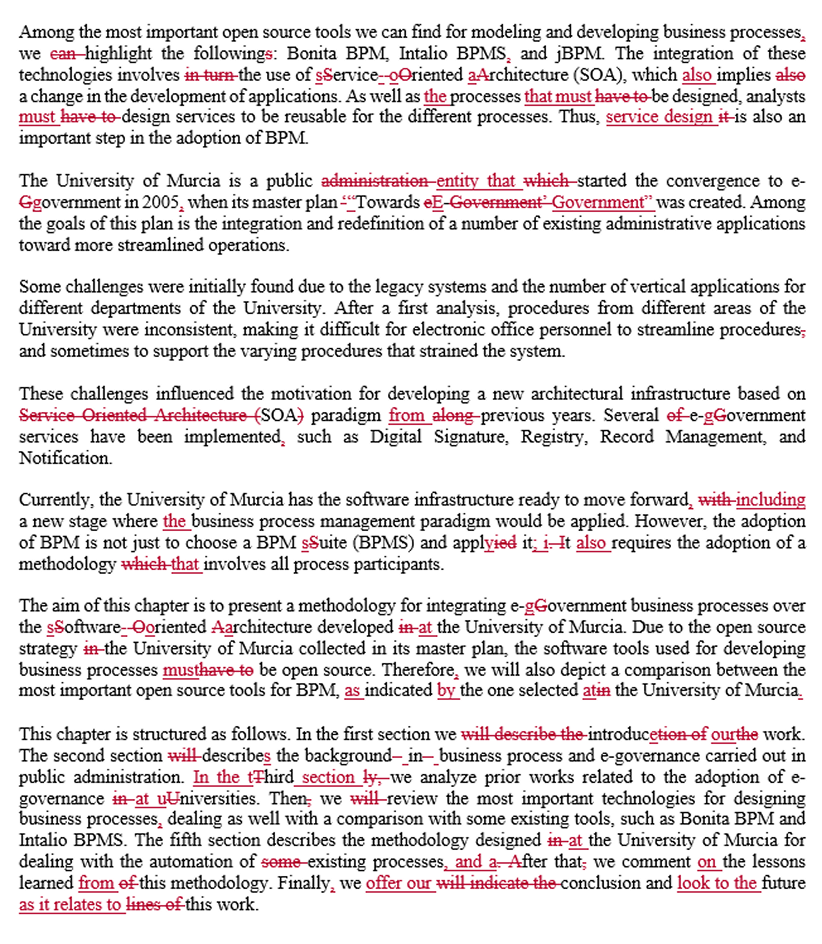 Among the most important open source tools we can find for modeling and developing business processes,
we can highlight the followings: Bonita BPM, Intalio BPMS, and jBPM. The integration of these
technologies involves in turn the use of sService--oOriented aArchitecture (SOA), which also implies also
a change in the development of applications. As well as the processes that must have to be designed, analysts
must have to design services to be reusable for the different processes. Thus, service design it is also an
important step in the adoption of BPM.
The University of Murcia is a public administration entity that which started the convergence to e-
Ggovernment in 2005, when its master plan ‘“Towards eE-Government’ Government” was created. Among
the goals of this plan is the integration and redefinition of a number of existing administrative applications
toward more streamlined operations.
Some challenges were initially found due to the legacy systems and the number of vertical applications for
different departments of the University. After a first analysis, procedures from different areas of the
University were inconsistent, making it difficult for electronic office personnel to streamline procedures,
and sometimes to support the varying procedures that strained the system.
These challenges influenced the motivation for developing a new architectural infrastructure based on
Service Oriented Architecture (SOA) paradigm from along previous years. Several of e-gGovernment
services have been implemented, such as Digital Signature, Registry, Record Management, and
Notification.
Currently, the University of Murcia has the software infrastructure ready to move forward, with including
a new stage where the business process management paradigm would be applied. However, the adoption
of BPM is not just to choose a BPM sSuite (BPMS) and applyied it; i. It also requires the adoption of a
methodology which that involves all process participants.
The aim of this chapter is to present a methodology for integrating e-gGovernment business processes over
the sSoftware--Ooriented Aarchitecture developed in at the University of Murcia. Due to the open source
strategy in the University of Murcia collected in its master plan, the software tools used for developing
business processes musthave to be open source. Therefore, we will also depict a comparison between the
most important open source tools for BPM, as indicated by the one selected atin the University of Murcia.
This chapter is structured as follows. In the first section we will describe the introducetion of ourthe work.
The second section will describes the background– in– business process and e-governance carried out in
public administration. In the tThird section ly, we analyze prior works related to the adoption of e-
governance in at uUniversities. Then, we will review the most important technologies for designing
business processes, dealing as well with a comparison with some existing tools, such as Bonita BPM and
Intalio BPMS. The fifth section describes the methodology designed in at the University of Murcia for
dealing with the automation of some existing processes, and a. After that, we comment on the lessons
learned from of this methodology. Finally, we offer our will indicate the conclusion and look to the future
as it relates to lines of this work.